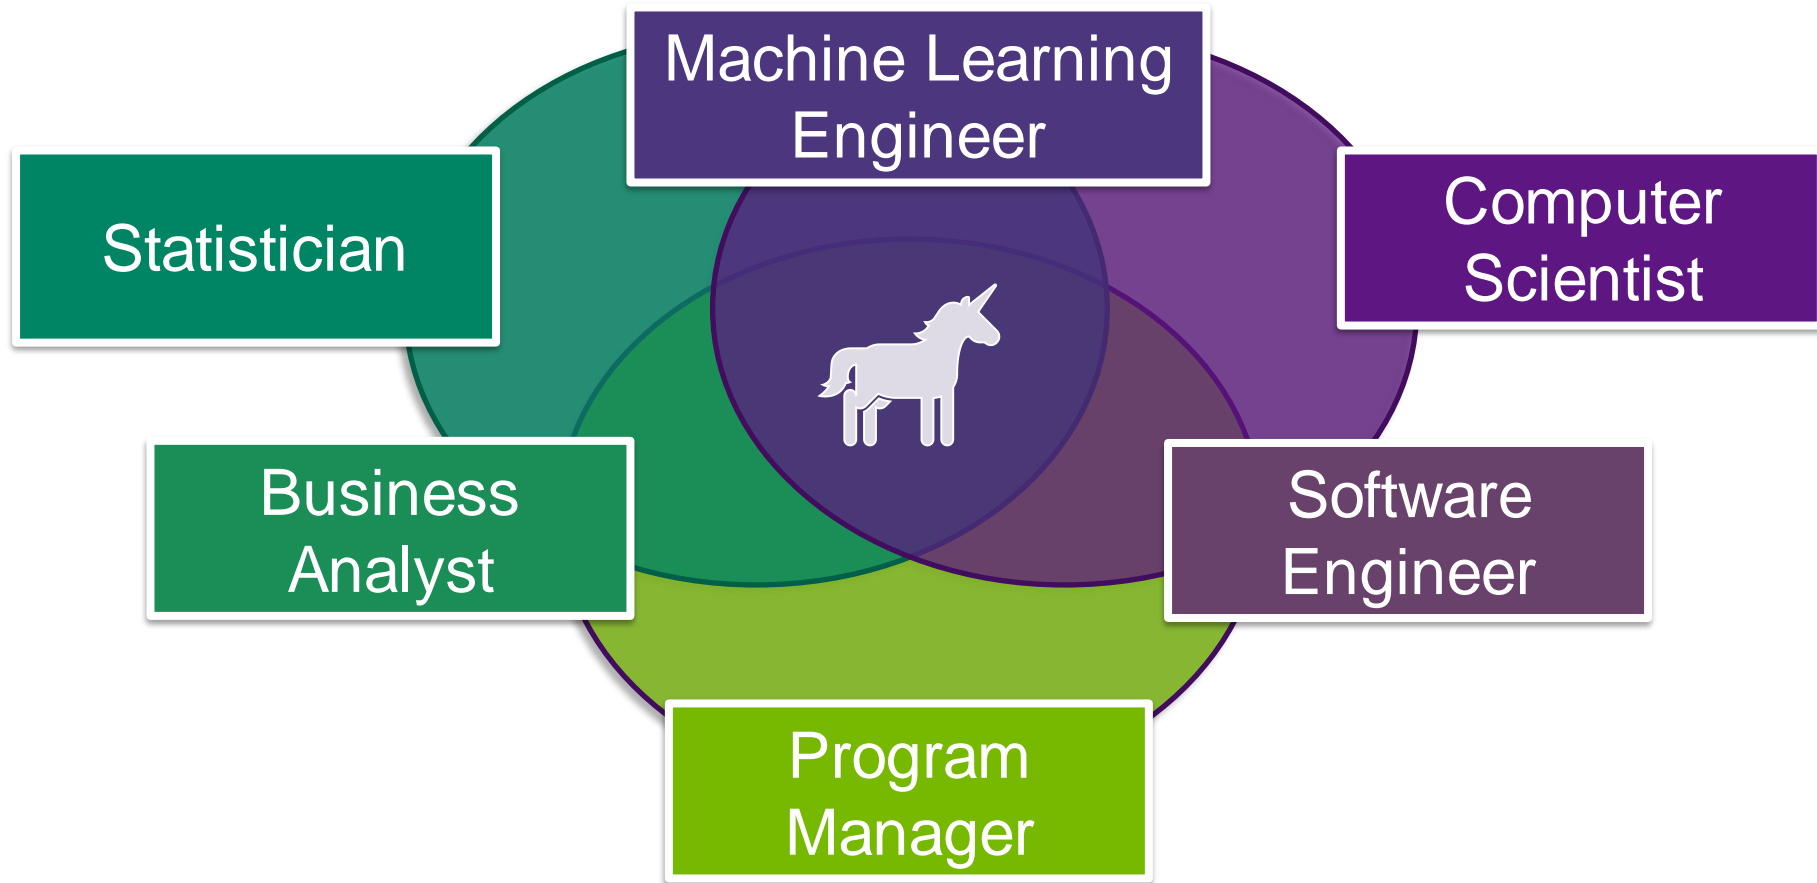 Machine Learning
Engineer
Statistician
Computer
Scientist
Business
Analyst
Software
Engineer
Program
Manager